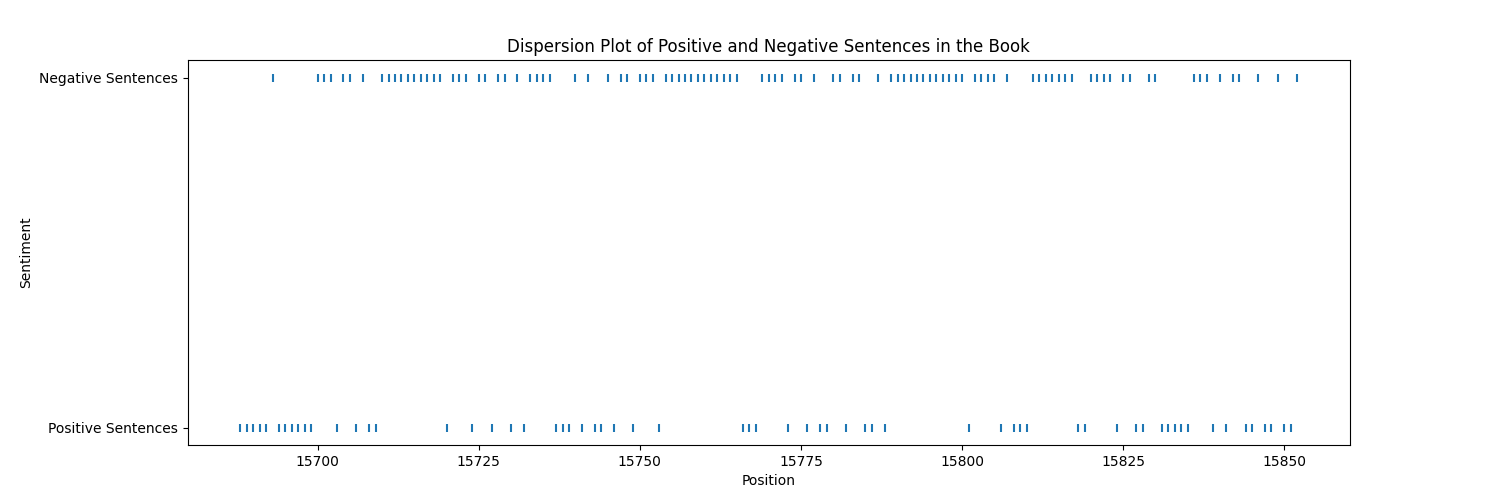 Dispersion Plot of Positive and Negative Sentences in the Book
Negative Sentences
Sentiment
Positive Sentences
15700 15725 15750 15775 15800 15825 15850
Position